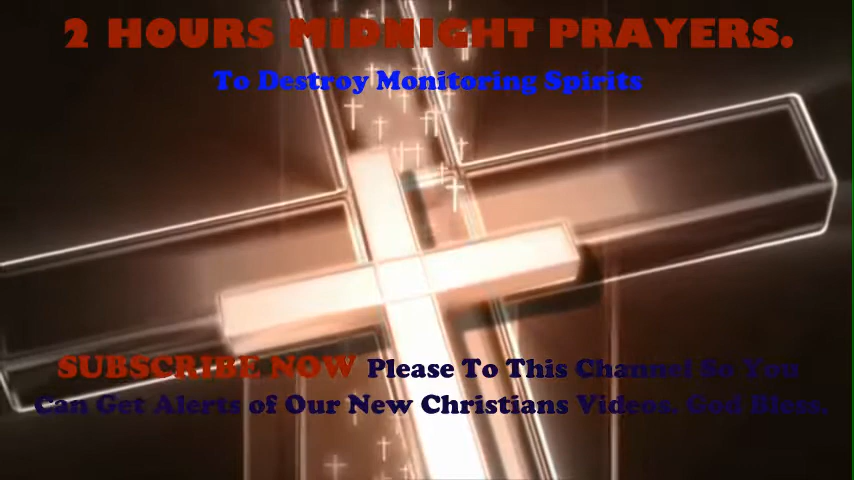 2 HOURS MIDNIGHT PRAYERS.
To Destroy Monitoring Spirits
SUBSCRIBE NOW Please To This Channel So You
Can Get Alerts of Our New Christians Videos. God Bless.